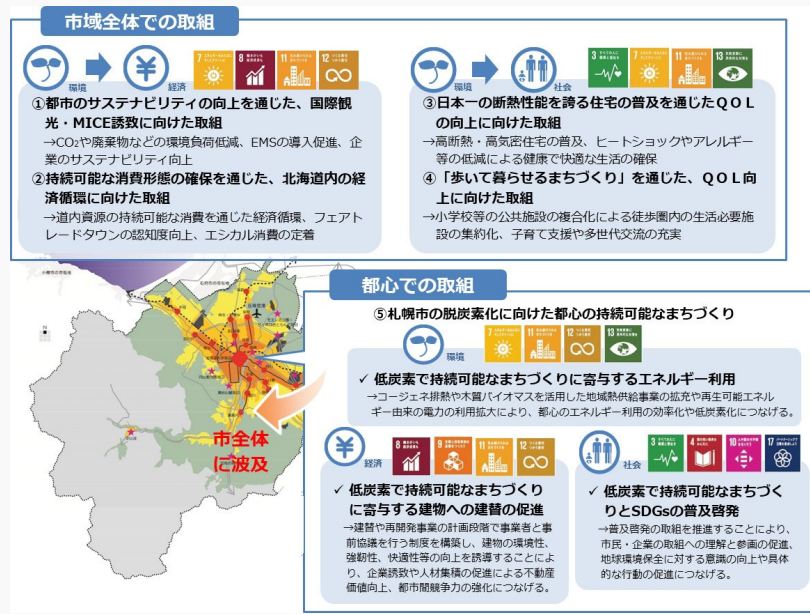 市域全体での取組
環境
経済
7
8
11
12
①都市のサステナビリティの向上を通じた、国際観
光・MICE誘致に向けた取組
→CO₂や廃棄物などの環境負荷低減、EMSの導入促進、企
業のサステナビリティ向上
②持続可能な消費形態の確保を通じた、北海道内の経
済循環に向けた取組
→道内資源の持続可能な消費を通じた経済循環、フェアト
レードタウンの認知度向上、エシカル消費の定着
環境
社会
3
7
11
13
③日本一の断熱性能を誇る住宅の普及を通じたQOL
の向上に向けた取組
→高断熱・高気密住宅の普及、ヒートショックやアレルギー
等の低減による健康で快適な生活の確保
④「歩いて暮らせるまちづくり」を通じた、QOL向
上に向けた取組
→小学校等の公共施設の複合化による徒歩圏内の生活必要施
設の集約化、子育て支援や多世代交流の充実
市全体
に波及
都心での取組
⑤札幌市の脱炭素化に向けた都心の持続可能なまちづくり
環境
7
11
12
13
✓ 低炭素で持続可能なまちづくりに寄与するエネルギー利用
→コージェネ排熱や木質バイオマスを活用した地域熱供給事業の拡充や再生可能エネル
ギー由来の電力の利用拡大により、都心のエネルギー利用の効率化や低炭素化につなげる。
経済
8
9
11
12
✓ 低炭素で持続可能なまちづくり
に寄与する建物への建替の促進
→建替や再開発事業の計画段階で事業者と事
前協議を行う制度を構築し、建物の環境性、
強靭性、快適性等の向上を誘導することによ
り、企業誘致や人材集積の促進による不動産
価値向上、都市間競争力の強化につなげる。
社会
3
4
10
17
✓ 低炭素で持続可能なまちづく
りとSDGsの普及啓発
→普及啓発の取組を推進することにより、
市民・企業の取組への理解と参画の促進、
地球環境保全に対する意識の向上や具体
的な行動の促進につなげる。